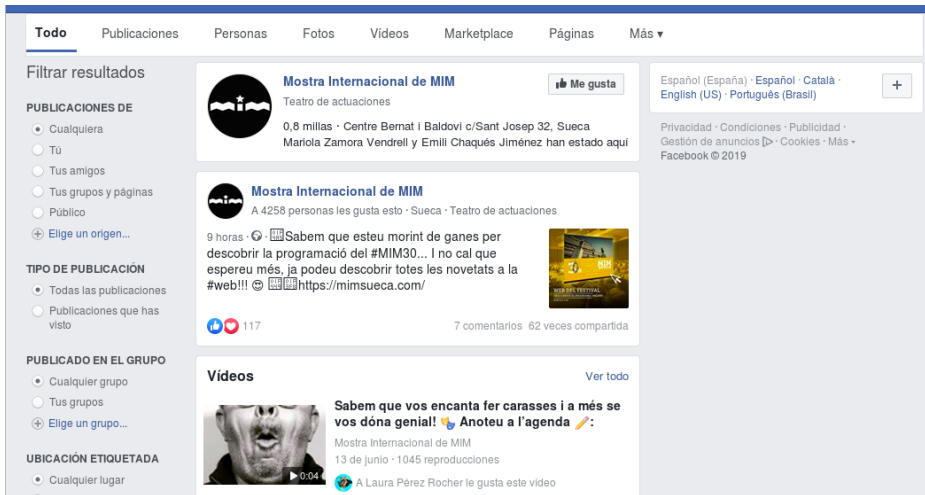 Todo Publicaciones Personas Fotos Vídeos Marketplace Páginas Más ▾
Filtrar resultados
PUBLICACIONES DE
Cualquiera
Tú
Tus amigos
Tus grupos y páginas
Público
Elige un origen...
TIPO DE PUBLICACIÓN
Todas las publicaciones
Publicaciones que has
visto
PUBLICADO EN EL GRUPO
Cualquier grupo
Tus grupos
Elige un grupo...
UBICACIÓN ETIQUETADA
Cualquier lugar
mim
Mostra Internacional de MIM
Me gusta
Teatro de actuaciones
0,8 millas · Centre Bernat i Baldovi c/Sant Josep 32, Sueca
Mariola Zamora Vendrell y Emili Chaqués Jiménez han estado aquí
mim
Mostra Internacional de MIM
A 4258 personas les gusta esto · Sueca · Teatro de actuaciones
9 horas · Sabem que esteu morint de ganes per
descobrir la programació del #MIM30... I no cal que
espereu més, ja podeu descobrir totes les novetats a la
#web!!! 😍 https://mimsueca.com/
WEB DEL FESTIVAL
117
7 comentarios 62 veces compartida
Vídeos
Ver todo
Sabem que vos encanta fer carasses i a més se
vos dóna genial! 🎭 Anoteu a l'agenda ✏️:
Mostra Internacional de MIM
13 de junio · 1045 reproducciones
A Laura Pérez Rocher le gusta este vídeo
0:04
Español (España) · Español · Català ·
English (US) · Português (Brasil)
+
Privacidad · Condiciones · Publicidad ·
Gestión de anuncios · Cookies · Más
Facebook © 2019